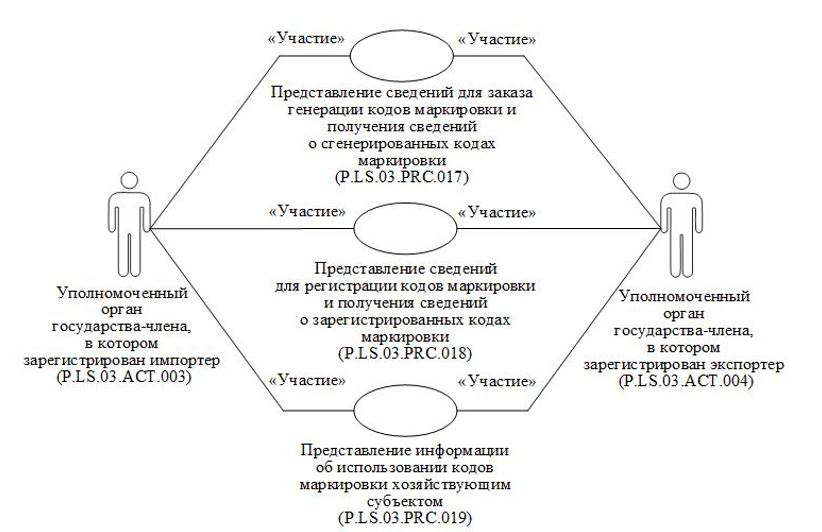 «Участие» «Участие»
Представление сведений для заказа
генерации кодов маркировки и
получения сведений
о сгенерированных кодах
маркировки
(P.LS.03.PRC.017)
«Участие» «Участие»
Представление сведений
для регистрации кодов маркировки
и получения сведений
о зарегистрированных кодах
маркировки
(P.LS.03.PRC.018)
Уполномоченный
орган
государства-члена,
в котором
зарегистрирован импортер
(P.LS.03.ACT.003)
Уполномоченный
орган
государства-члена,
в котором
зарегистрирован экспортер
(P.LS.03.ACT.004)
«Участие» «Участие»
Представление информации
об использовании кодов
маркировки хозяйствующим
субъектом
(P.LS.03.PRC.019)